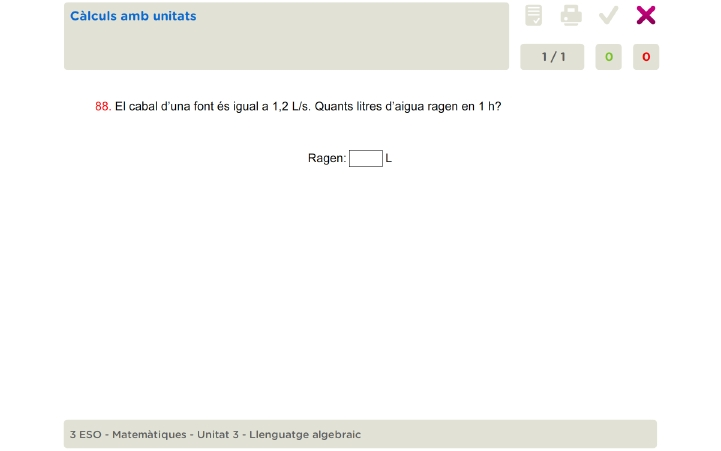 Càlculs amb unitats
1 / 1
0
0
88. El cabal d'una font és igual a 1,2 L/s. Quants litres d'aigua ragen en 1 h?
Ragen: L
3 ESO - Matemàtiques - Unitat 3 - Llenguatge algebraic